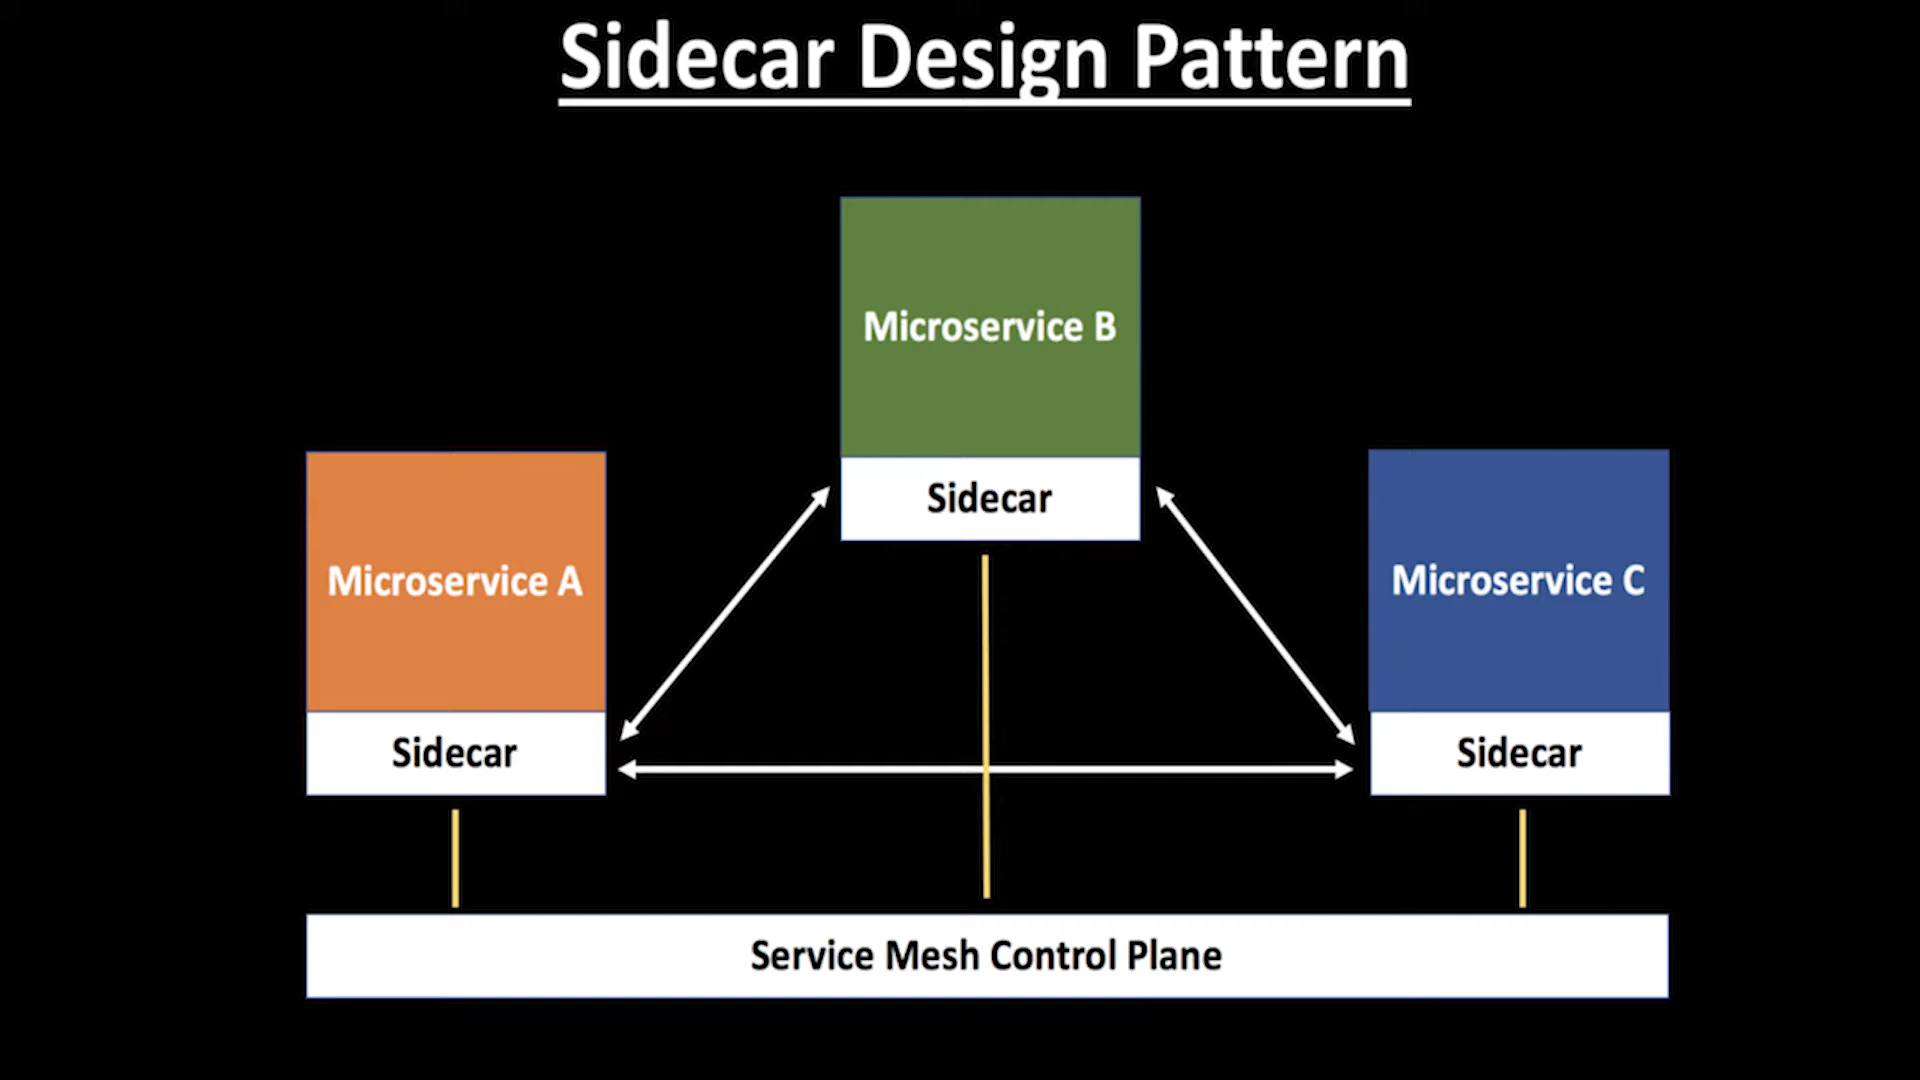 Sidecar Design Pattern
Microservice B
Sidecar
Microservice A
Sidecar
Microservice C
Sidecar
Service Mesh Control Plane